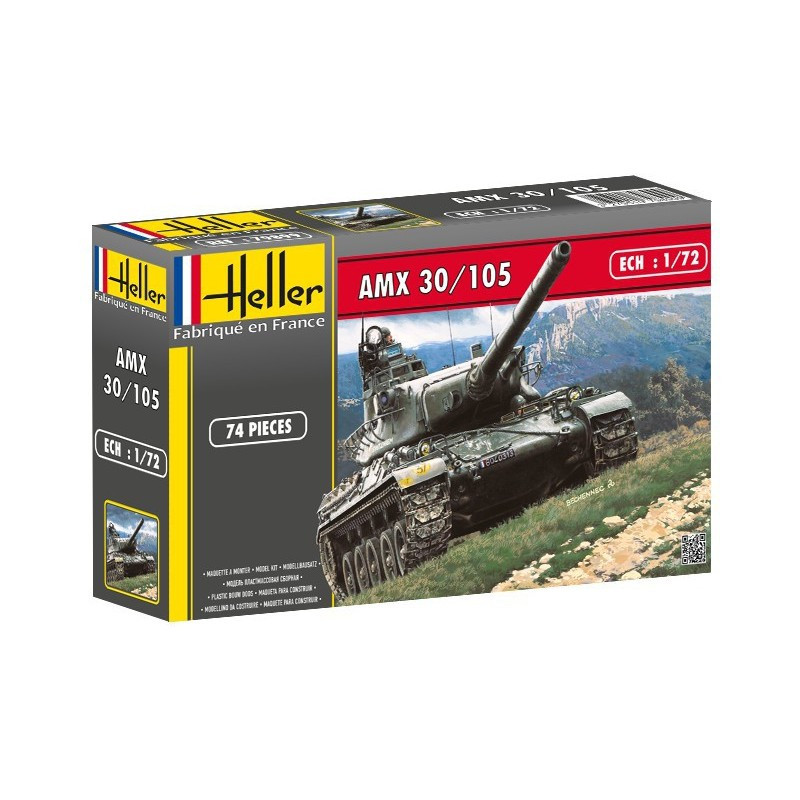 AMX 30/105
ECH : 1/72
Heller
Fabriqué en France
AMX
30/105
ECH : 1/72
Heller
Fabriqué en France
74 PIECES
• MAQUETTE A MONTER • MODEL KIT • MODELLBAUSATZ
• МОДЕЛЬ ПЛАСТМАССОВАЯ СБОРНАЯ •
• PLASTIC BOUW DOOS • MAQUETA PARA CONSTRUIR
• MODELLINO DA COSTRUIRE • MAQUETE PARA CONSTRUIR •
AMX 30/105
ECH : 1/72
BECHENNEC